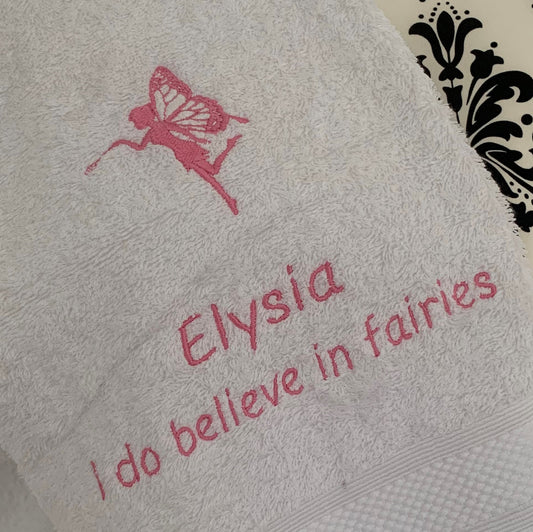 Elysia
i do believe in fairies